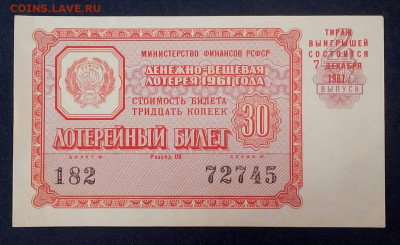 COINS.LAVE.RU
МИНИСТЕРСТВО ФИНАНСОВ РСФСР
ДЕНЕЖНО-ВЕЩЕВАЯ
ЛОТЕРЕЯ 1961 ГОДА
СТОИМОСТЬ БИЛЕТА
ТРИДЦАТЬ КОПЕЕК
30
ТИРАЖ
ВЫИГРЫШЕЙ
СОСТОИТСЯ
7 ДЕКАБРЯ
1961 г.
ВЫПУСК
ЛОТЕРЕЙНЫЙ БИЛЕТ
БИЛЕТ № Разряд СЕРИЯ №
182 72745